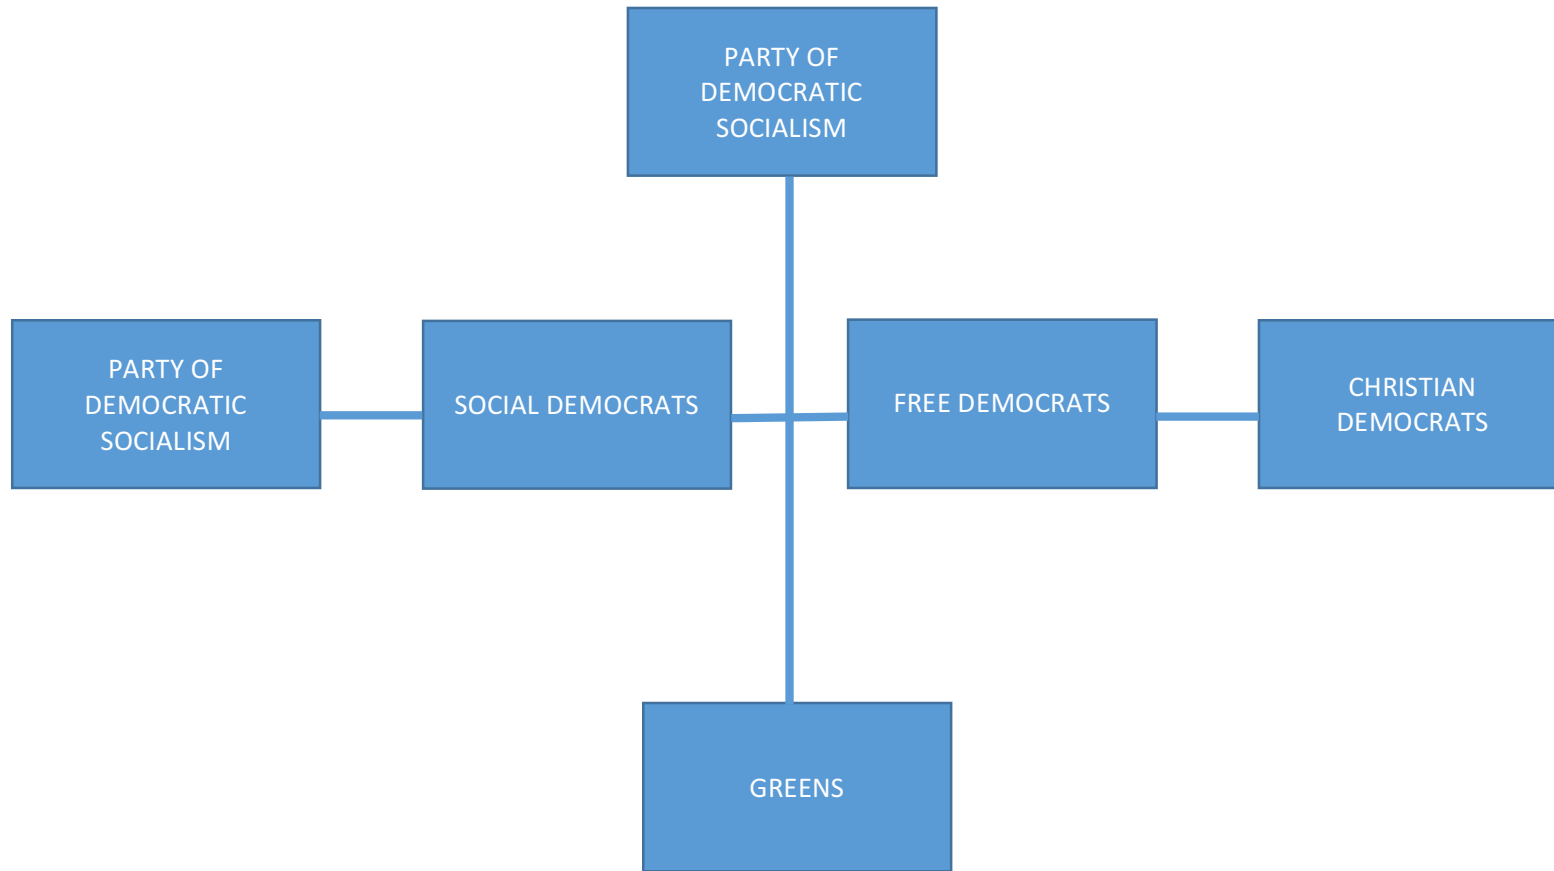 PARTY OF
DEMOCRATIC
SOCIALISM
PARTY OF
DEMOCRATIC
SOCIALISM
SOCIAL DEMOCRATS
FREE DEMOCRATS
CHRISTIAN
DEMOCRATS
GREENS